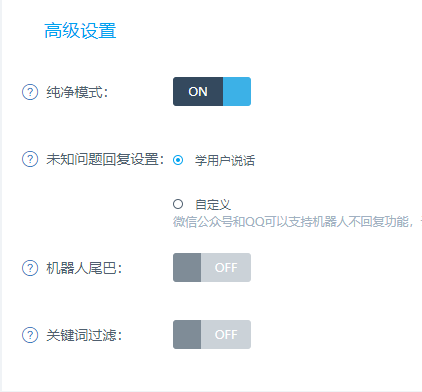 高级设置
? 纯净模式： ON
? 未知问题回复设置： 学用户说话
自定义
微信公众号和QQ可以支持机器人不回复功能，
? 机器人尾巴： OFF
? 关键词过滤： OFF